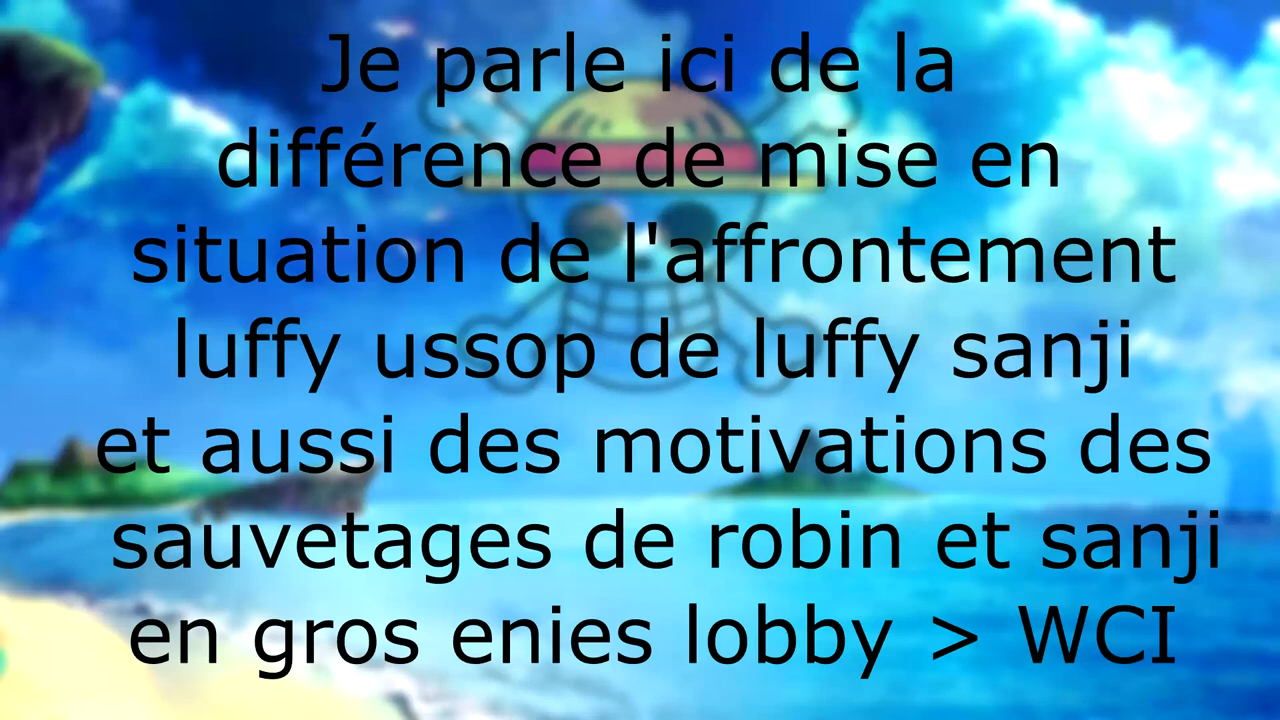 Je parle ici de la
différence de mise en
situation de l'affrontement
luffy ussop de luffy sanji
et aussi des motivations des
sauvetages de robin et sanji
en gros enies lobby > WCI